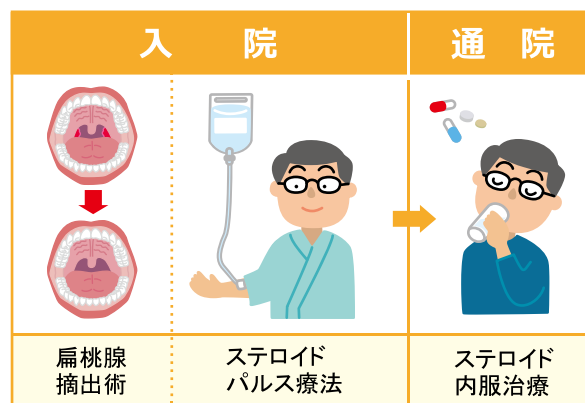 入 院
通 院
扁桃腺
摘出術
ステロイド
パルス療法
ステロイド
内服治療